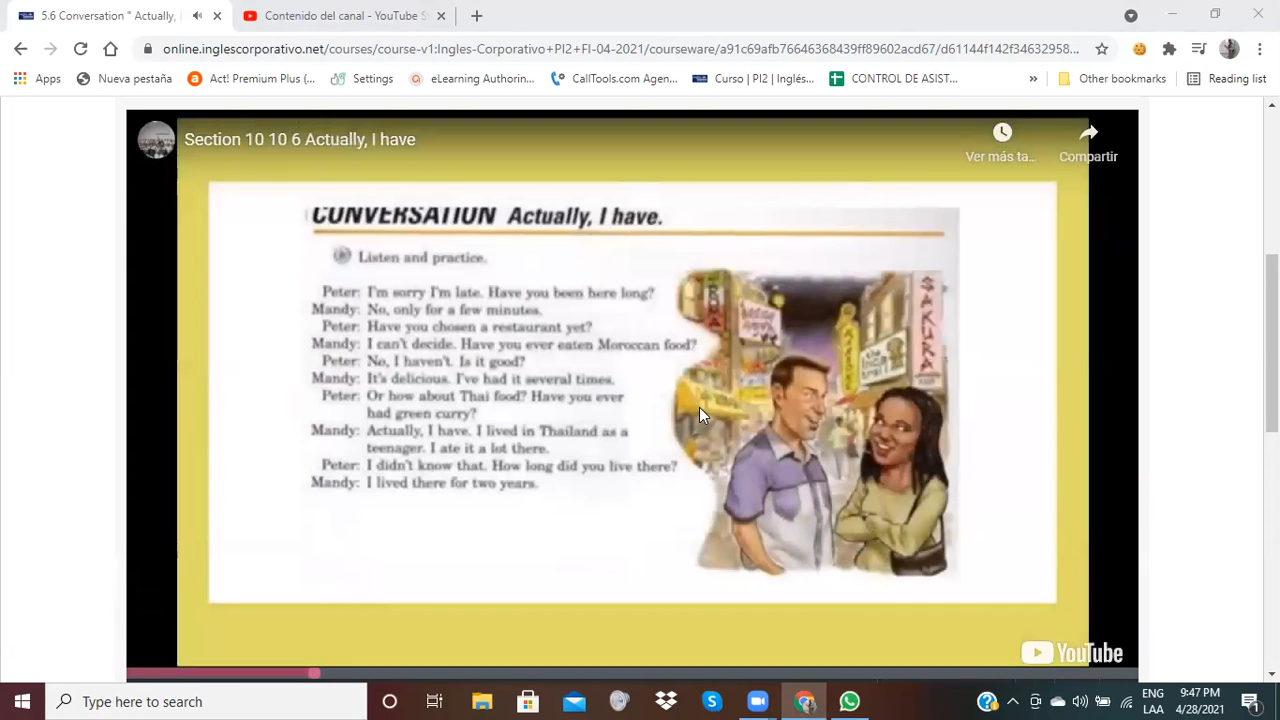 5.6 Conversation " Actually,
Contenido del canal - YouTube S
online.inglescorporativo.net/courses/course-v1:Ingles-Corporativo+PI2+FI-04-2021/courseware/a91c69afb76646368439ff89602acd67/d61144f142f34632958...
Apps
Nueva pestaña
Act! Premium Plus (...
Settings
eLearning Authorin...
CallTools.com Agen...
Curso | PI2 | Inglés...
CONTROL DE ASIST...
»
Other bookmarks
Reading list
Section 10 10 6 Actually, I have
Ver más ta...
Compartir
CONVERSATION Actually, I have.
Listen and practice.
Peter: I'm sorry I'm late. Have you been here long?
Mandy: No, only for a few minutes.
Peter: Have you chosen a restaurant yet?
Mandy: I can't decide. Have you ever eaten Moroccan food?
Peter: No, I haven't. Is it good?
Mandy: It's delicious. I've had it several times.
Peter: Or how about Thai food? Have you ever
had green curry?
Mandy: Actually, I have. I lived in Thailand as a
teenager. I ate it a lot there.
Peter: I didn't know that. How long did you live there?
Mandy: I lived there for two years.
SAKURA
YouTube
Type here to search
ENG
LAA
9:47 PM
4/28/2021